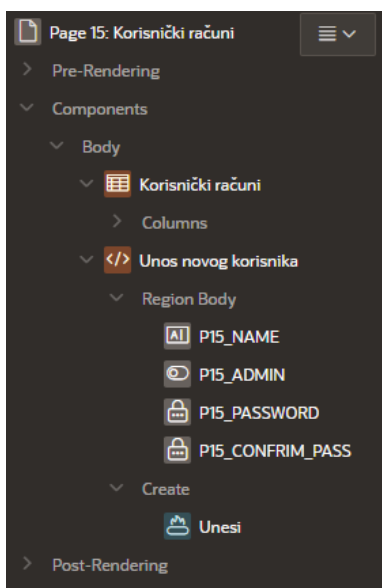 Page 15: Korisnički računi
Pre-Rendering
Components
Body
Korisnički računi
Columns
Unos novog korisnika
Region Body
P15_NAME
P15_ADMIN
P15_PASSWORD
P15_CONFRIM_PASS
Create
Unesi
Post-Rendering